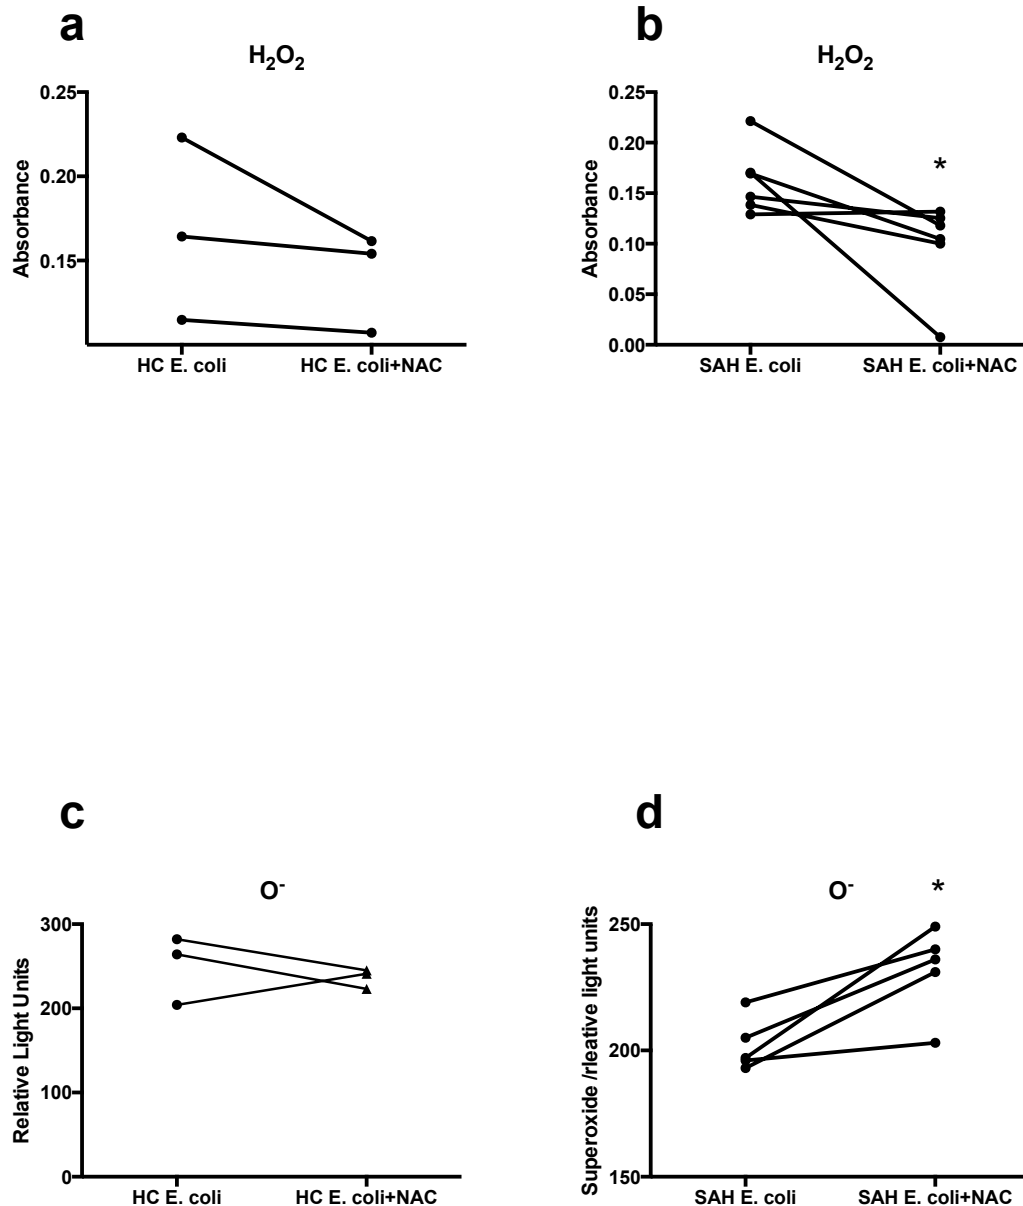 a
H₂O₂
0.25
0.20
0.15
Absorbance
HC E. coli
HC E. coli+NAC
b
H₂O₂
0.25
0.20
0.15
0.10
0.05
0.00
Absorbance
*
SAH E. coli
SAH E. coli+NAC
c
O⁻
300
200
100
0
Relative Light Units
HC E. coli
HC E. coli+NAC
d
O⁻
*
250
200
150
Superoxide /rleative light units
SAH E. coli
SAH E. coli+NAC